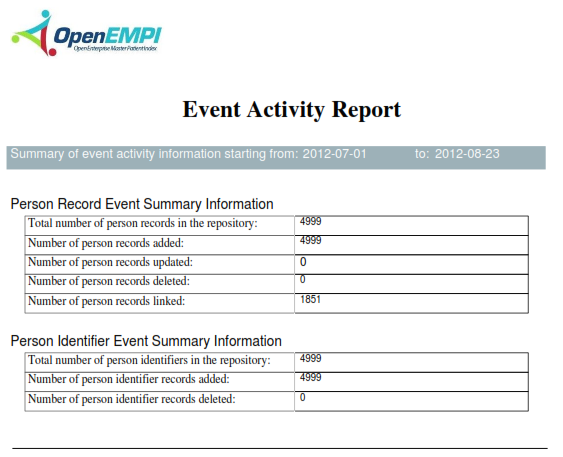 OpenEMPI
OpenEnterprise MasterPatientIndex
Event Activity Report
Summary of event activity information starting from: 2012-07-01 to: 2012-08-23
Person Record Event Summary Information
Total number of person records in the repository: 4999
Number of person records added: 4999
Number of person records updated: 0
Number of person records deleted: 0
Number of person records linked: 1851
Person Identifier Event Summary Information
Total number of person identifiers in the repository: 4999
Number of person identifier records added: 4999
Number of person identifier records deleted: 0